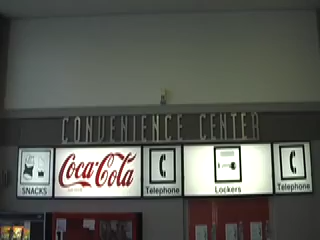 CONVENIENCE CENTER
SNACKS
Coca-Cola
Telephone
Lockers
Telephone